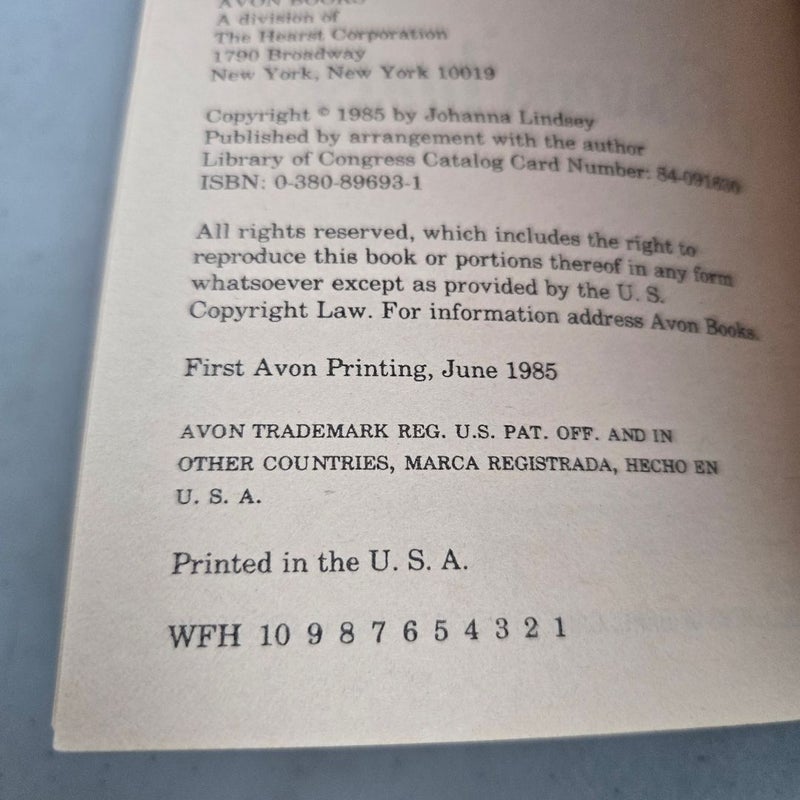 AVON BOOKS
A division of
The Hearst Corporation
1790 Broadway
New York, New York 10019
Copyright © 1985 by Johanna Lindsey
Published by arrangement with the author
Library of Congress Catalog Card Number:
ISBN: 0-380-89693-1
All rights reserved, which includes the right to
reproduce this book or portions thereof in any form
whatsoever except as provided by the U. S.
Copyright Law. For information address Avon Books.
First Avon Printing, June 1985
AVON TRADEMARK REG. U.S. PAT. OFF. AND IN
OTHER COUNTRIES, MARCA REGISTRADA, HECHO EN
U. S. A.
Printed in the U. S. A.
WFH 10 9 8 7 6 5 4 3 2 1